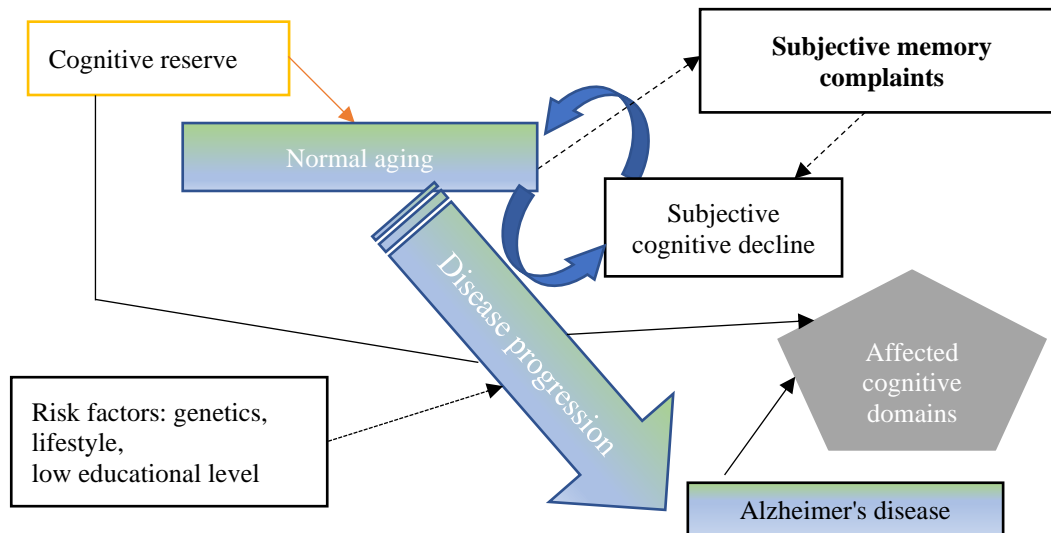 Cognitive reserve
Subjective memory
complaints
Normal aging
Subjective
cognitive decline
Disease progression
Affected
cognitive
domains
Risk factors: genetics,
lifestyle,
low educational level
Alzheimer's disease